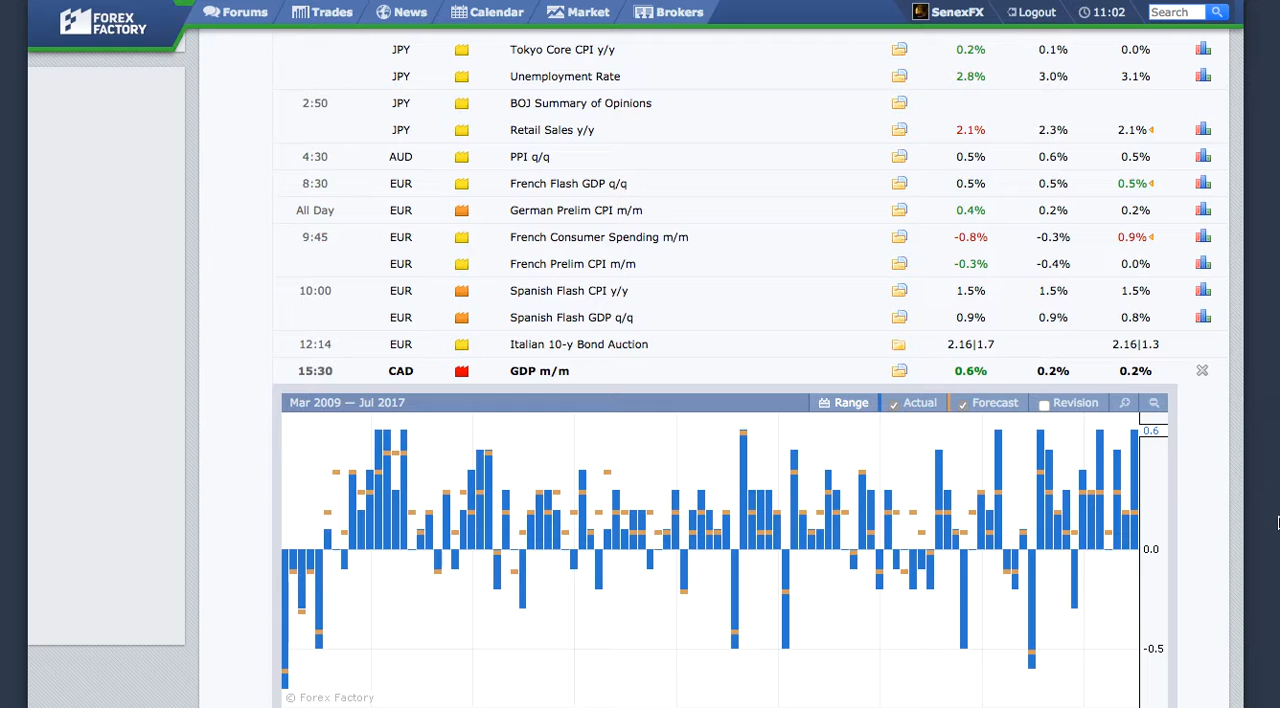 FOREX FACTORY Forums Trades News Calendar Market Brokers SenexFX Logout 11:02 Search
JPY Tokyo Core CPI y/y 0.2% 0.1% 0.0%
JPY Unemployment Rate 2.8% 3.0% 3.1%
2:50 JPY BOJ Summary of Opinions
JPY Retail Sales y/y 2.1% 2.3% 2.1%
4:30 AUD PPI q/q 0.5% 0.6% 0.5%
8:30 EUR French Flash GDP q/q 0.5% 0.5% 0.5%
All Day EUR German Prelim CPI m/m 0.4% 0.2% 0.2%
9:45 EUR French Consumer Spending m/m -0.8% -0.3% 0.9%
EUR French Prelim CPI m/m -0.3% -0.4% 0.0%
10:00 EUR Spanish Flash CPI y/y 1.5% 1.5% 1.5%
EUR Spanish Flash GDP q/q 0.9% 0.9% 0.8%
12:14 EUR Italian 10-y Bond Auction 2.16|1.7 2.16|1.3
15:30 CAD GDP m/m 0.6% 0.2% 0.2%
Mar 2009 — Jul 2017 Range Actual Forecast Revision
0.6
0.0
-0.5
© Forex Factory